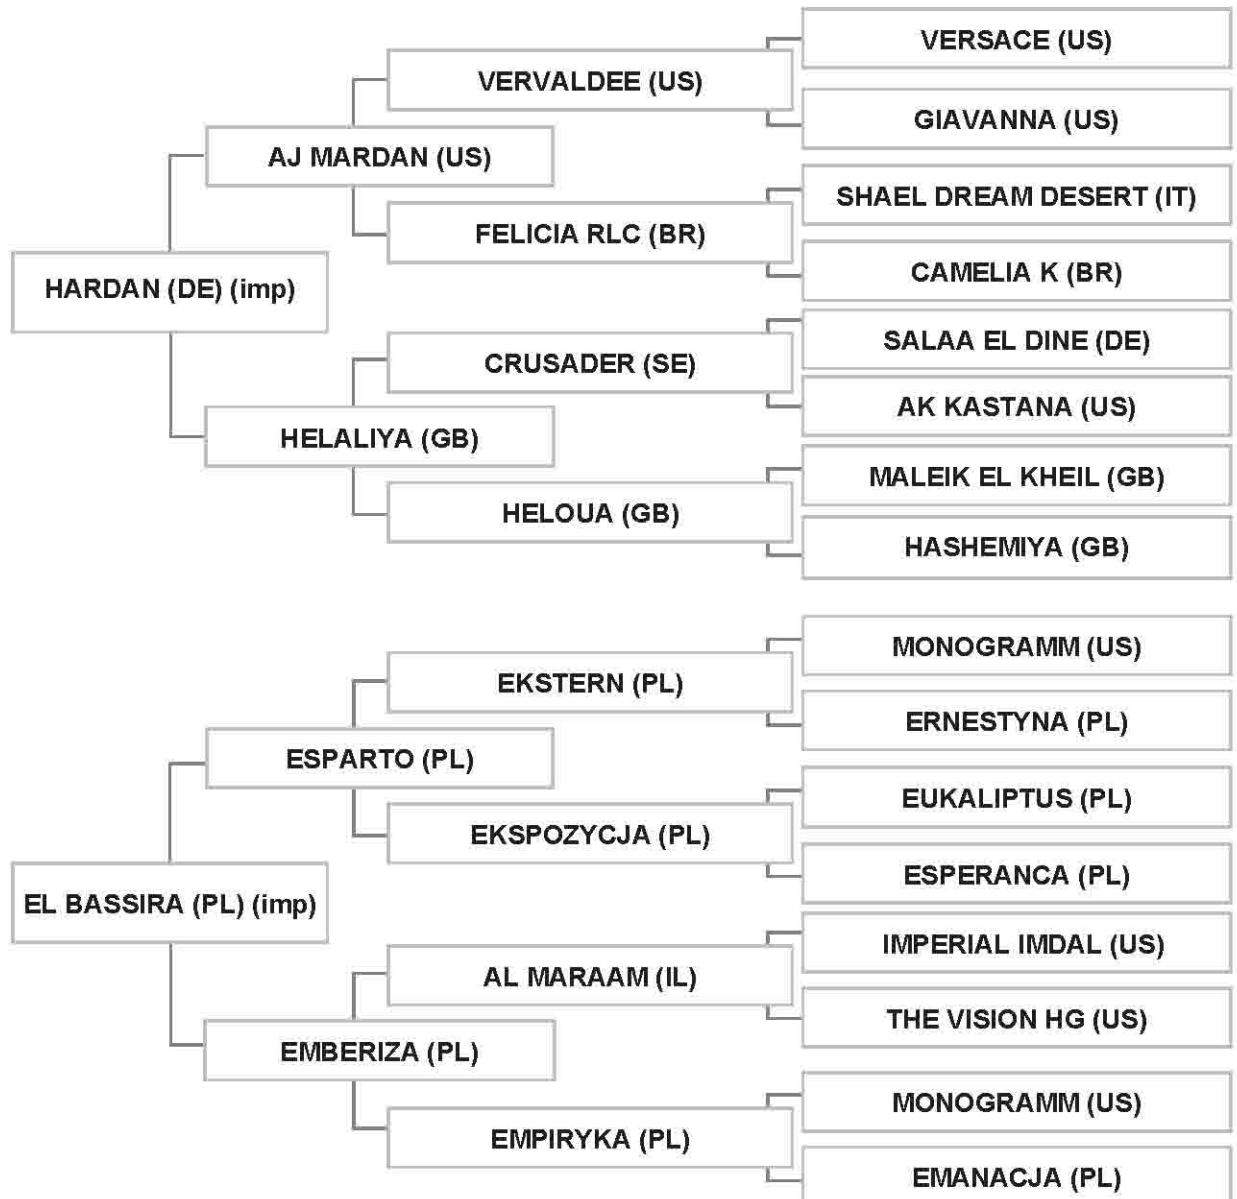 VERSACE (US)
VERVALDEE (US)
GIAVANNA (US)
AJ MARDAN (US)
SHAEL DREAM DESERT (IT)
FELICIA RLC (BR)
CAMELIA K (BR)
HARDAN (DE) (imp)
SALAA EL DINE (DE)
CRUSADER (SE)
AK KASTANA (US)
HELALIYA (GB)
MALEIK EL KHEIL (GB)
HELOUA (GB)
HASHEMIYA (GB)
MONOGRAMM (US)
EKSTERN (PL)
ERNESTYNA (PL)
ESPARTO (PL)
EUKALIPTUS (PL)
EKSPOZYCJA (PL)
ESPERANCA (PL)
EL BASSIRA (PL) (imp)
IMPERIAL IMDAL (US)
AL MARAAM (IL)
THE VISION HG (US)
EMBERIZA (PL)
MONOGRAMM (US)
EMPIRYKA (PL)
EMANACJA (PL)